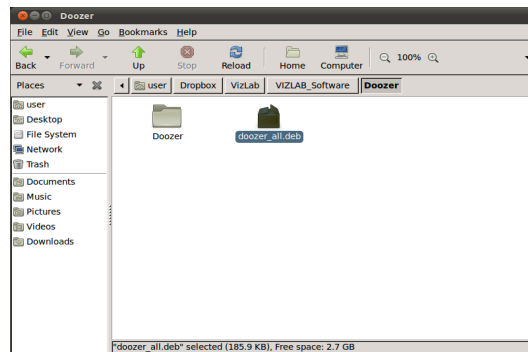 Doozer
File Edit View Go Bookmarks Help
Back Forward Up Stop Reload Home Computer 100%
Places user Dropbox VizLab VIZLAB_Software Doozer
user
Desktop
File System
Network
Trash
Documents
Music
Pictures
Videos
Downloads
Doozer doozer_all.deb
"doozer_all.deb" selected (185.9 KB), Free space: 2.7 GB